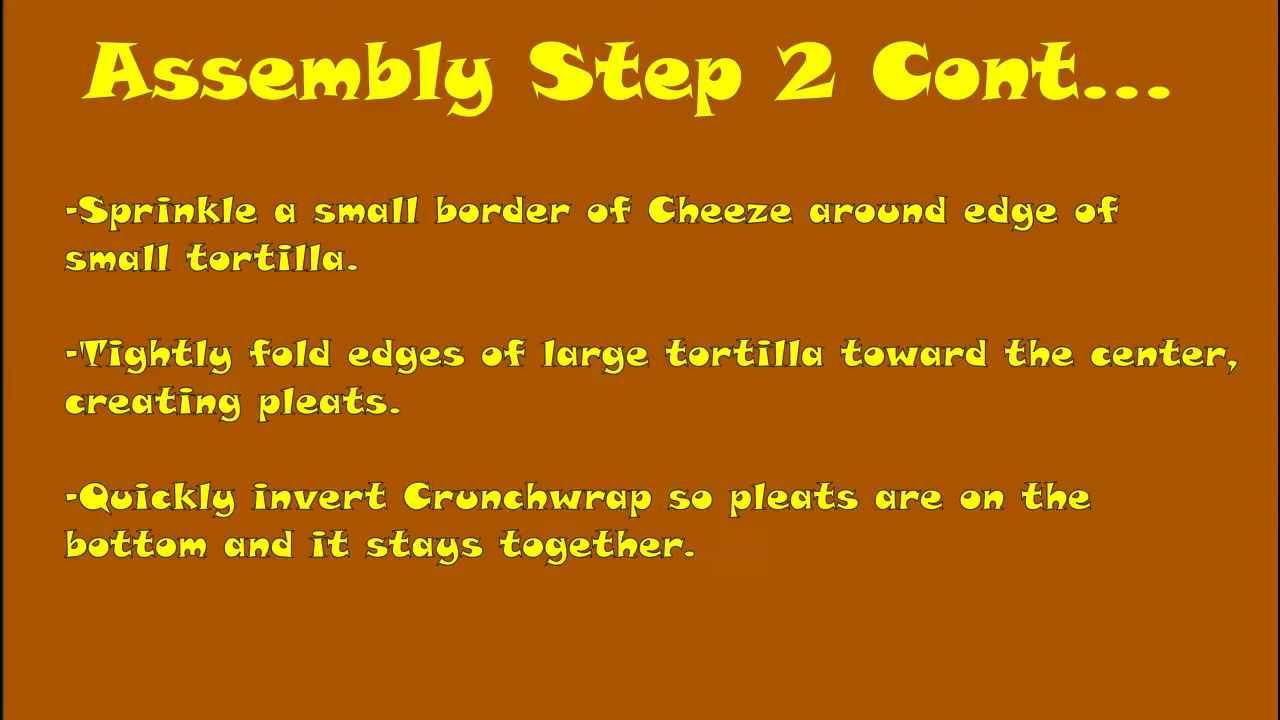 Assembly Step 2 Cont...
-Sprinkle a small border of Cheeze around edge of
small tortilla.
-Tightly fold edges of large tortilla toward the center,
creating pleats.
-Quickly invert Crunchwrap so pleats are on the
bottom and it stays together.